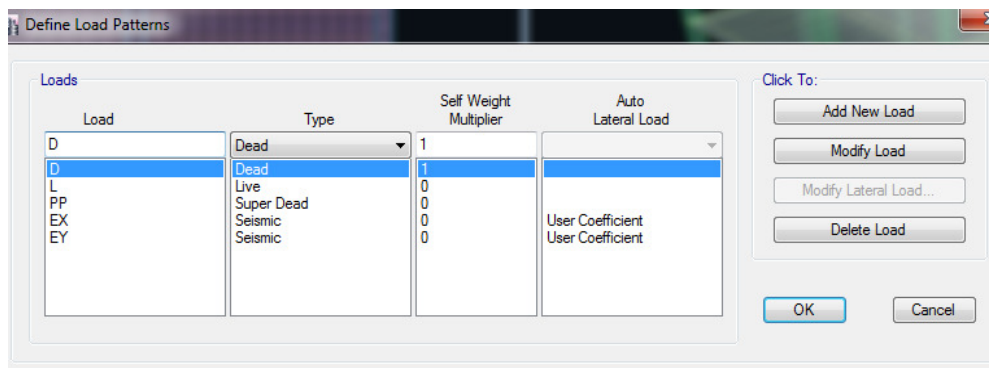 Define Load Patterns
Loads
Click To:
Load Type Self Weight Multiplier Auto Lateral Load
D Dead 1
D Dead 1
L Live 0
PP Super Dead 0
EX Seismic 0 User Coefficient
EY Seismic 0 User Coefficient
Add New Load
Modify Load
Modify Lateral Load...
Delete Load
OK Cancel